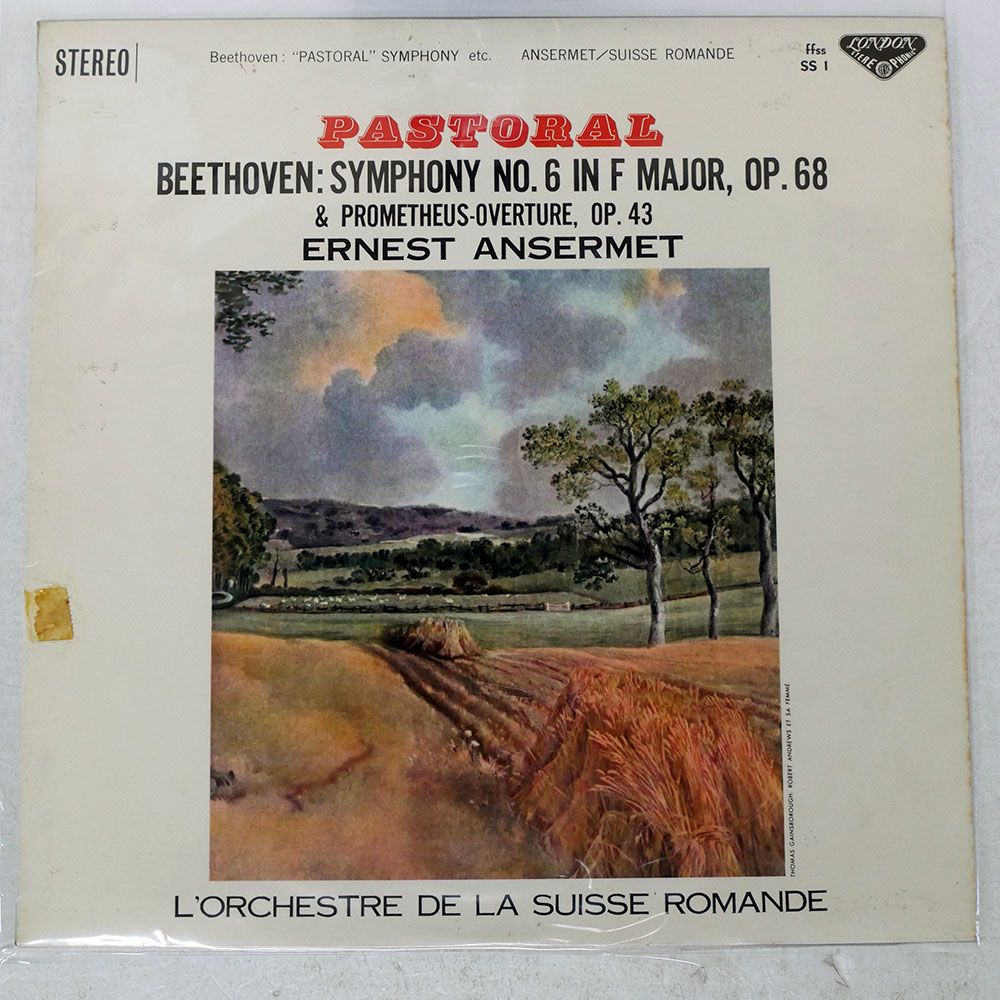 STEREO
Beethoven: "PASTORAL" SYMPHONY etc. ANSERMET/SUISSE ROMANDE
ffss
SS 1
LONDON
STEREO PHONIC
PASTORAL
BEETHOVEN: SYMPHONY NO. 6 IN F MAJOR, OP. 68
& PROMETHEUS-OVERTURE, OP. 43
ERNEST ANSERMET
THOMAS GAINSBOROUGH: ROBERT ANDREWS ET SA FEMME
L'ORCHESTRE DE LA SUISSE ROMANDE